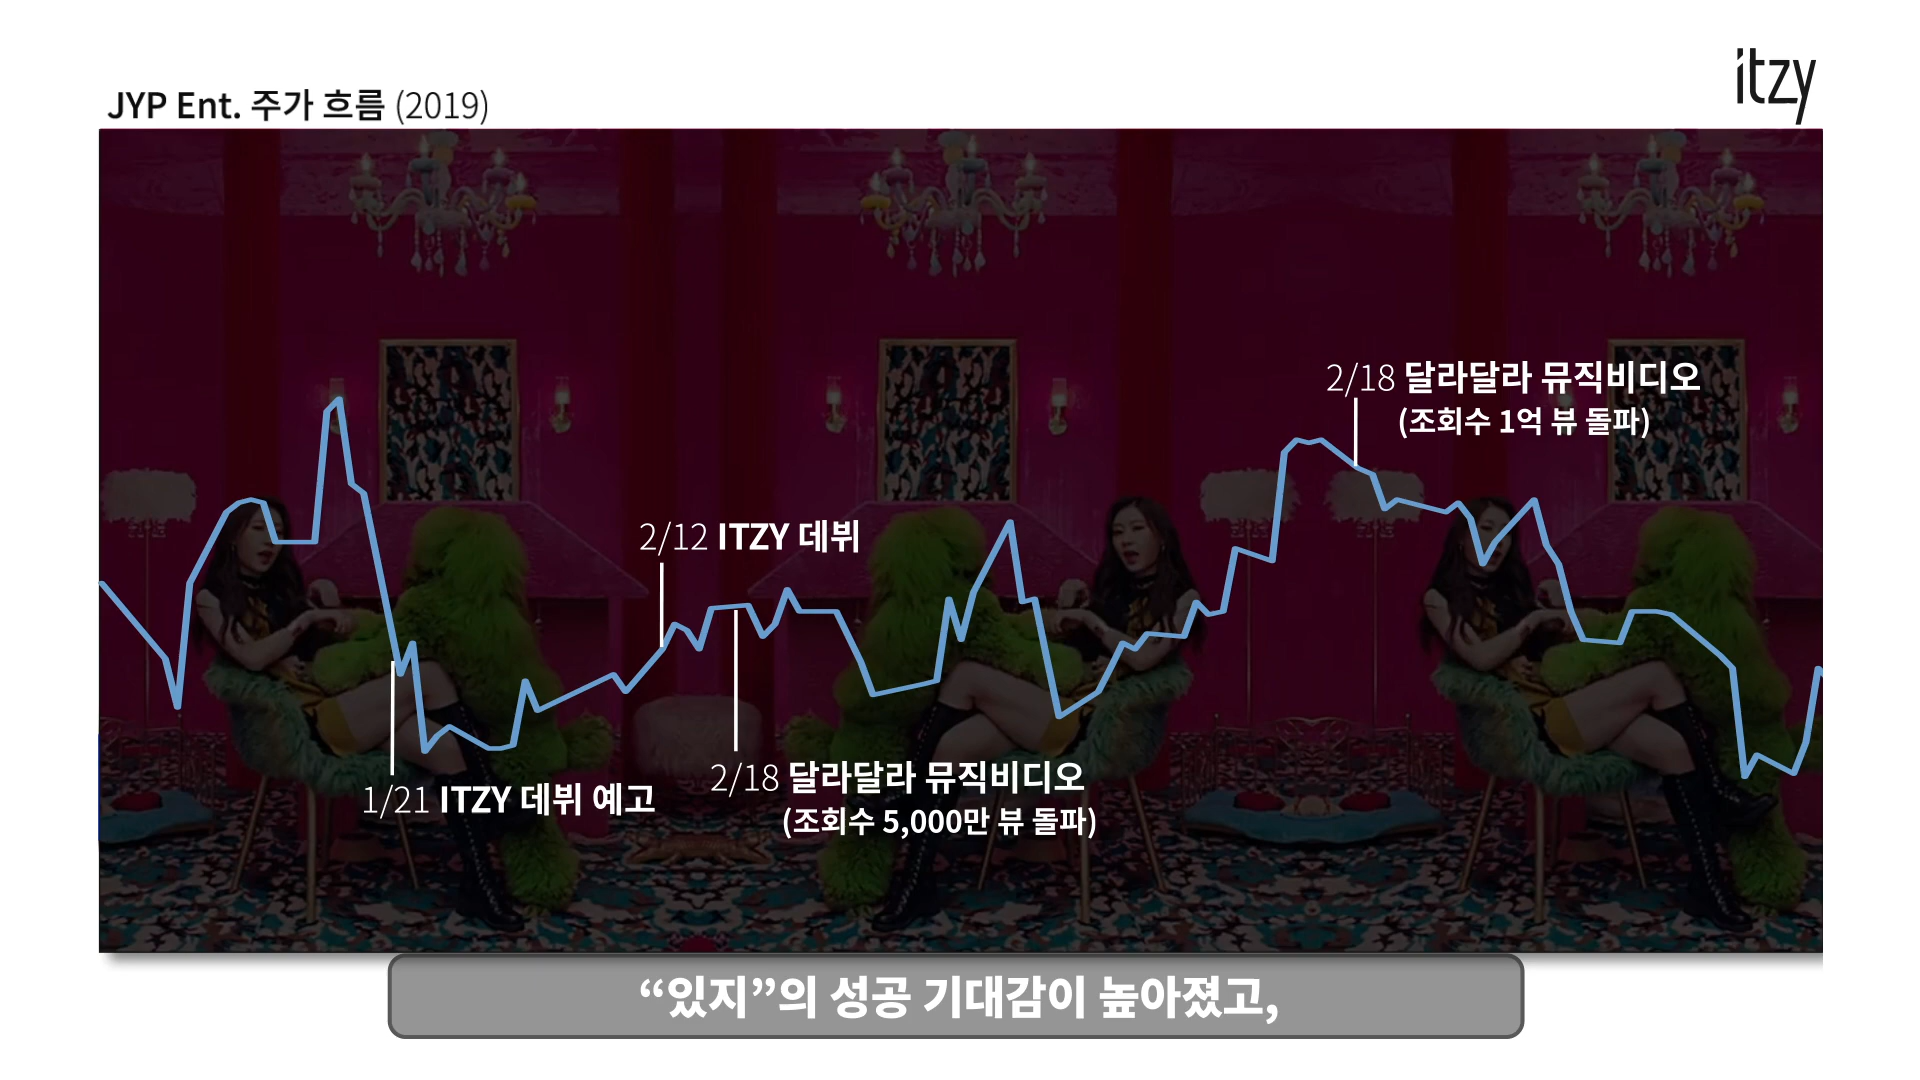 itzy
JYP Ent. 주가 흐름 (2019)
2/18 달라달라 뮤직비디오
(조회수 1억 뷰 돌파)
2/12 ITZY 데뷔
1/21 ITZY 데뷔 예고
2/18 달라달라 뮤직비디오
(조회수 5,000만 뷰 돌파)
“있지”의 성공 기대감이 높아졌고,